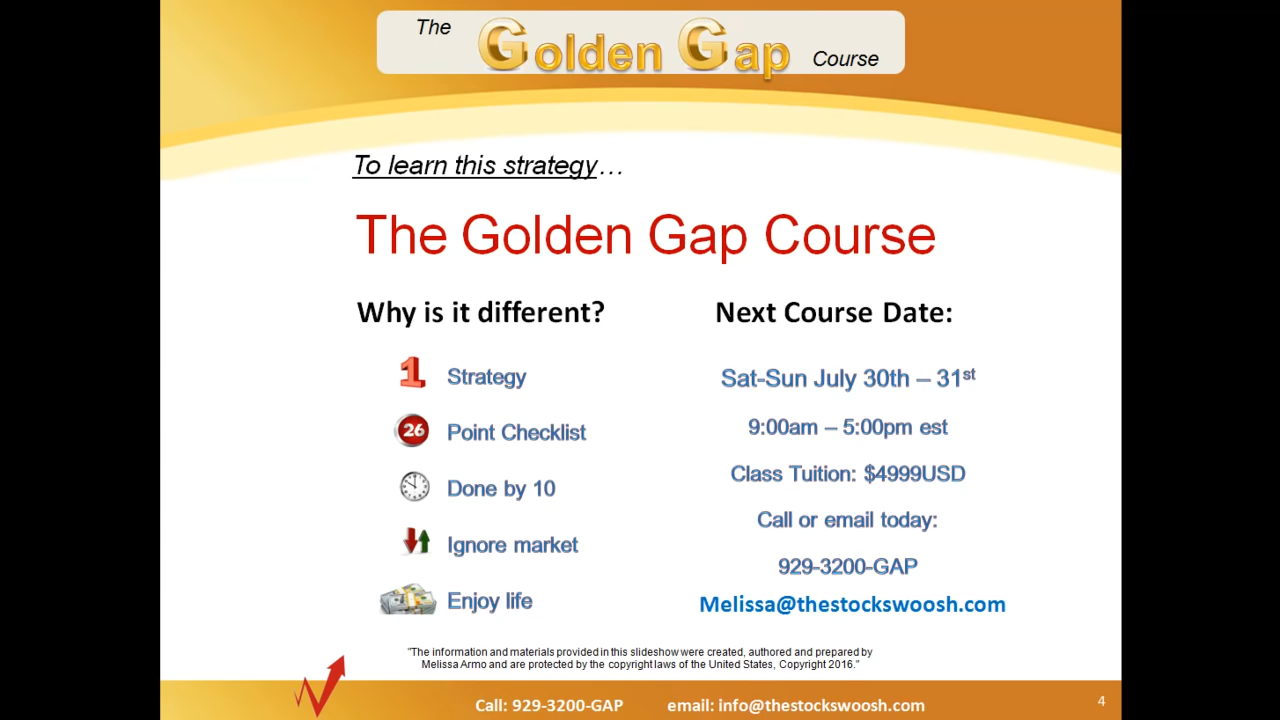 The Golden Gap Course
To learn this strategy…
The Golden Gap Course
Why is it different?
1 Strategy
26 Point Checklist
Done by 10
Ignore market
Enjoy life
Next Course Date:
Sat-Sun July 30th – 31st
9:00am – 5:00pm est
Class Tuition: $4999USD
Call or email today:
929-3200-GAP
Melissa@thestockswoosh.com
"The information and materials provided in this slideshow were created, authored and prepared by
Melissa Armo and are protected by the copyright laws of the United States, Copyright 2016."
Call: 929-3200-GAP email: info@thestockswoosh.com 4